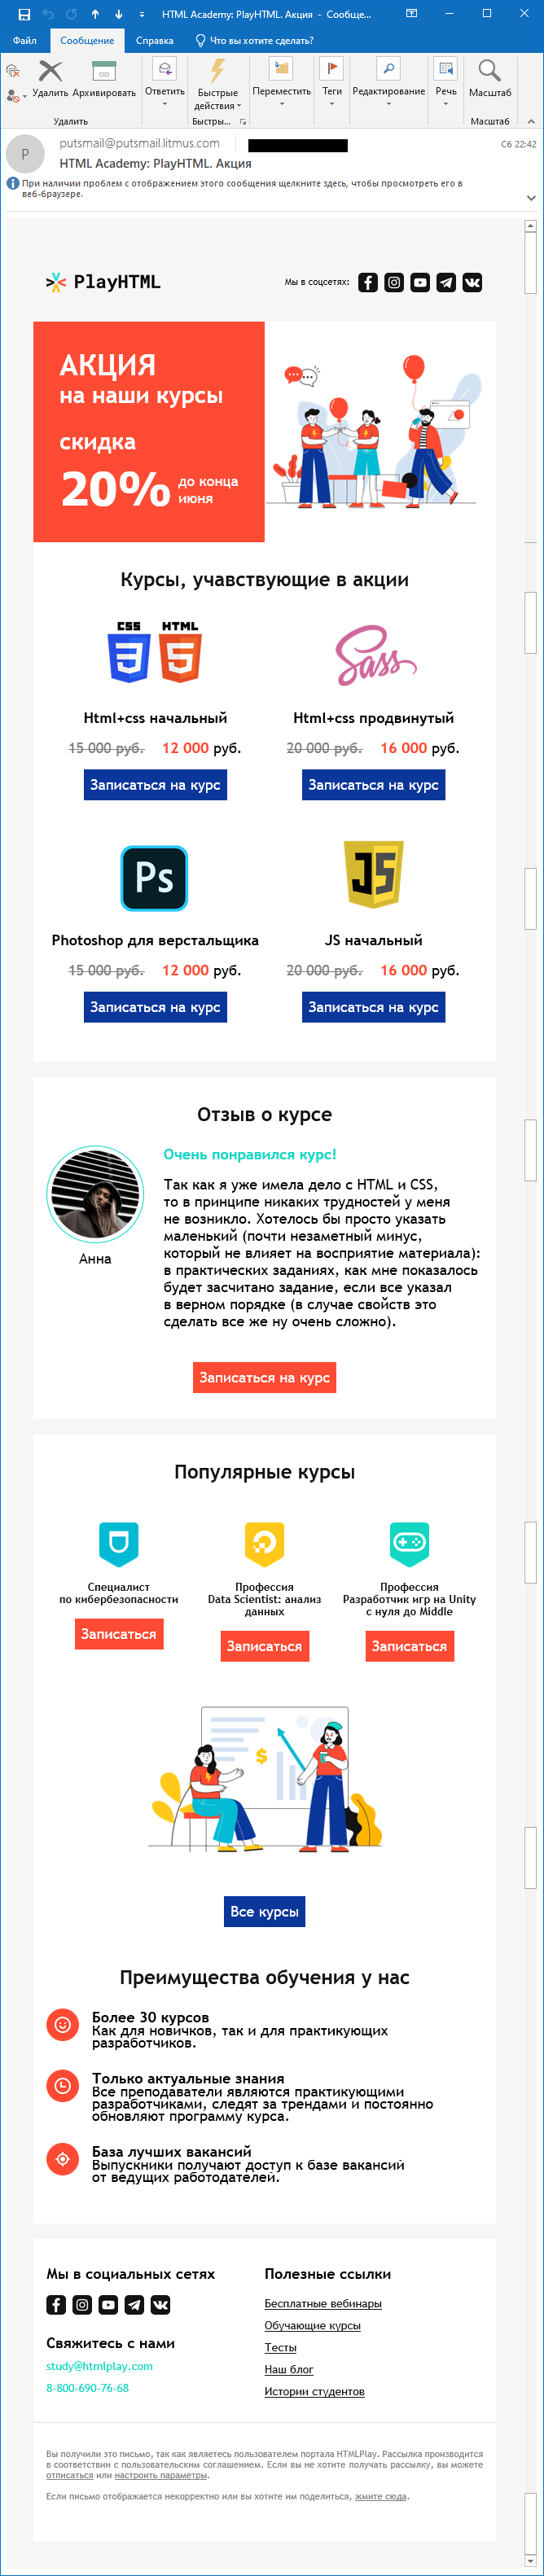 HTML Academy: PlayHTML. Акция - Сообще...
Файл Сообщение Справка Что вы хотите сделать?
Удалить Архивировать Ответить Быстрые действия Переместить Теги Редактирование Речь Масштаб
Удалить Быстры... Масштаб
P
putsmail@putsmail.litmus.com
Сб 22:42
HTML Academy: PlayHTML. Акция
При наличии проблем с отображением этого сообщения щелкните здесь, чтобы просмотреть его в
веб-браузере.
PlayHTML
Мы в соцсетях:
АКЦИЯ
на наши курсы
скидка
20% до конца
июня
Курсы, учавствующие в акции
CSS HTML
3 5
Sass
Html+css начальный
Html+css продвинутый
15 000 руб. 12 000 руб.
20 000 руб. 16 000 руб.
Записаться на курс
Записаться на курс
Ps
JS
Photoshop для верстальщика
JS начальный
15 000 руб. 12 000 руб.
20 000 руб. 16 000 руб.
Записаться на курс
Записаться на курс
Отзыв о курсе
Очень понравился курс!
Так как я уже имела дело с HTML и CSS,
то в принципе никаких трудностей у меня
не возникло. Хотелось бы просто указать
маленький (почти незаметный минус,
который не влияет на восприятие материала):
в практических заданиях, как мне показалось
будет засчитано задание, если все указал
в верном порядке (в случае свойств это
сделать все же ну очень сложно).
Анна
Записаться на курс
Популярные курсы
Специалист
по кибербезопасности
Записаться
Профессия
Data Scientist: анализ
данных
Записаться
Профессия
Разработчик игр на Unity
с нуля до Middle
Записаться
$
Все курсы
Преимущества обучения у нас
Более 30 курсов
Как для новичков, так и для практикующих
разработчиков.
Только актуальные знания
Все преподаватели являются практикующими
разработчиками, следят за трендами и постоянно
обновляют программу курса.
База лучших вакансий
Выпускники получают доступ к базе вакансий
от ведущих работодателей.
Мы в социальных сетях
Свяжитесь с нами
study@htmlplay.com
8-800-690-76-68
Полезные ссылки
Бесплатные вебинары
Обучающие курсы
Тесты
Наш блог
Истории студентов
Вы получили это письмо, так как являетесь пользователем портала HTMLPlay. Рассылка производится
в соответствии с пользовательским соглашением. Если вы не хотите получать рассылку, вы можете
отписаться или настроить параметры.
Если письмо отображается некорректно или вы хотите им поделиться, жмите сюда.